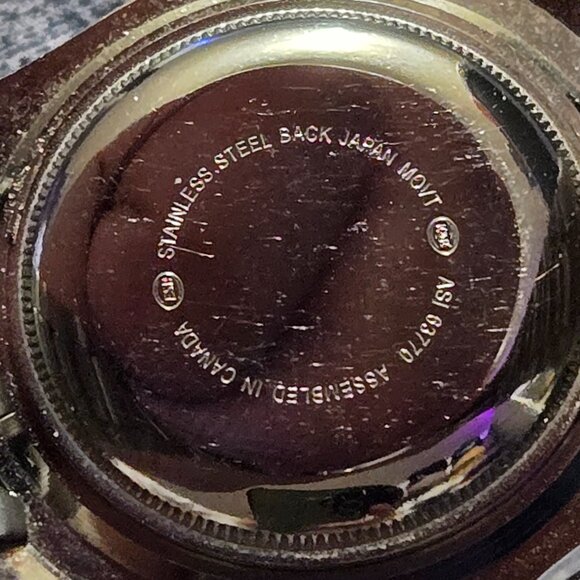 STAINLESS STEEL BACK JAPAN MOVT
ASI 63770 ASSEMBLED IN CANADA